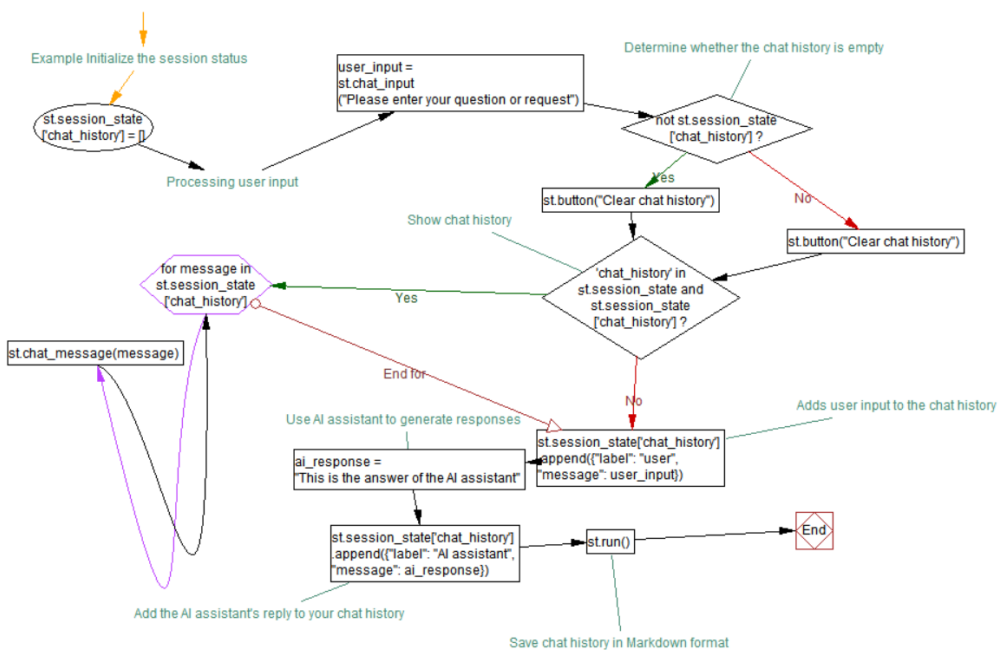 Example Initialize the session status
st.session_state
['chat_history'] = []
Processing user input
user_input =
st.chat_input
("Please enter your question or request")
Determine whether the chat history is empty
not st.session_state
['chat_history'] ?
Yes
No
st.button("Clear chat history")
st.button("Clear chat history")
Show chat history
'chat_history' in
st.session_state and
st.session_state
['chat_history'] ?
Yes
No
for message in
st.session_state
['chat_history']
st.chat_message(message)
End for
Adds user input to the chat history
st.session_state['chat_history']
.append({"label": "user",
"message": user_input})
Use AI assistant to generate responses
ai_response =
"This is the answer of the AI assistant"
st.session_state['chat_history']
.append({"label": "AI assistant",
"message": ai_response})
Add the AI assistant's reply to your chat history
st.run()
Save chat history in Markdown format
End